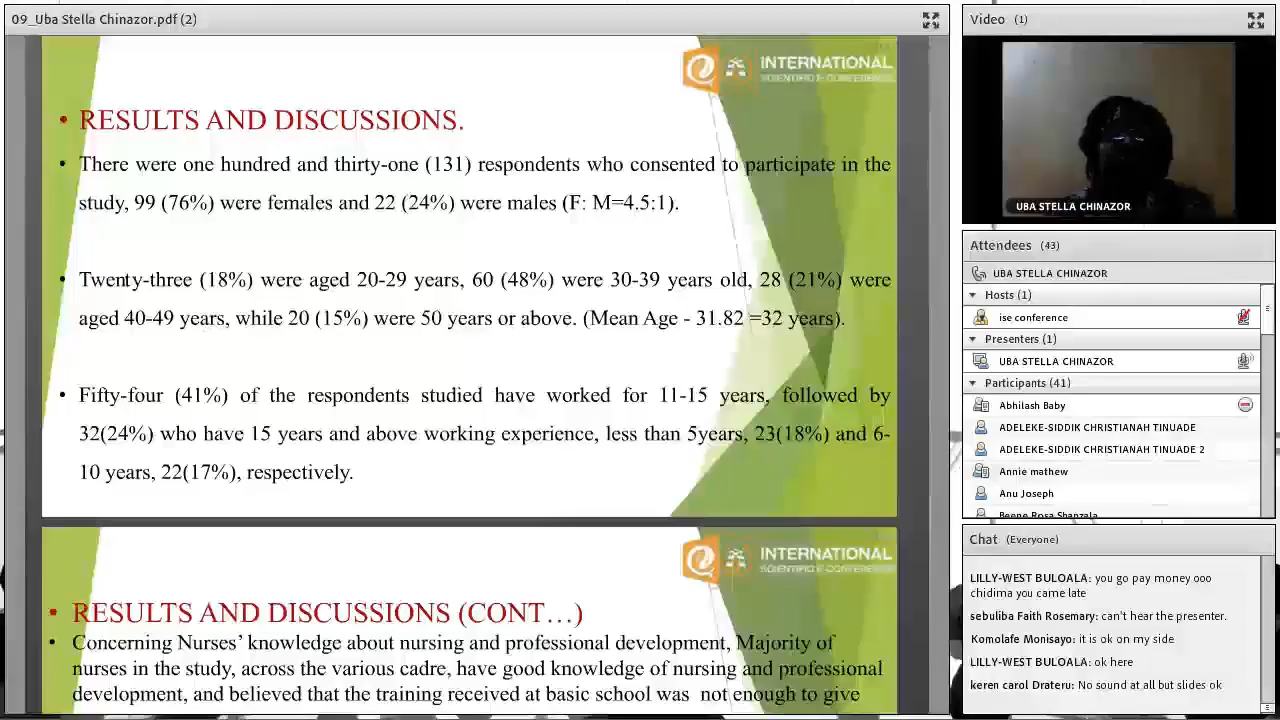 09_Uba Stella Chinazor.pdf (2)
INTERNATIONAL
SCIENTIFIC E-CONFERENCE
• RESULTS AND DISCUSSIONS.
• There were one hundred and thirty-one (131) respondents who consented to participate in the
study, 99 (76%) were females and 22 (24%) were males (F: M=4.5:1).
• Twenty-three (18%) were aged 20-29 years, 60 (48%) were 30-39 years old, 28 (21%) were
aged 40-49 years, while 20 (15%) were 50 years or above. (Mean Age - 31.82 =32 years).
• Fifty-four (41%) of the respondents studied have worked for 11-15 years, followed by
32(24%) who have 15 years and above working experience, less than 5years, 23(18%) and 6-
10 years, 22(17%), respectively.
INTERNATIONAL
SCIENTIFIC E-CONFERENCE
• RESULTS AND DISCUSSIONS (CONT…)
• Concerning Nurses’ knowledge about nursing and professional development, Majority of
nurses in the study, across the various cadre, have good knowledge of nursing and professional
development, and believed that the training received at basic school was not enough to give
Video (1)
UBA STELLA CHINAZOR
Attendees (43)
UBA STELLA CHINAZOR
Hosts (1)
ise conference
Presenters (1)
UBA STELLA CHINAZOR
Participants (41)
Abhilash Baby
ADELEKE-SIDDIK CHRISTIANAH TINUADE
ADELEKE-SIDDIK CHRISTIANAH TINUADE 2
Annie mathew
Anu Joseph
Beene Rosa Shanzala
Chat (Everyone)
LILLY-WEST BULOALA: you go pay money ooo
chidima you came late
sebuliba Faith Rosemary: can't hear the presenter.
Komolafe Monisayo: it is ok on my side
LILLY-WEST BULOALA: ok here
keren carol Drateru: No sound at all but slides ok